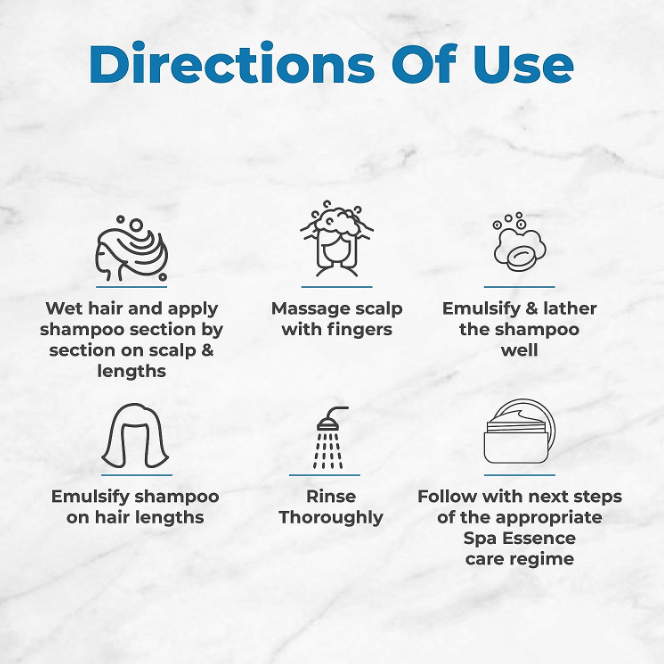 Directions Of Use
Wet hair and apply
shampoo section by
section on scalp &
lengths
Massage scalp
with fingers
Emulsify & lather
the shampoo
well
Emulsify shampoo
on hair lengths
Rinse
Thoroughly
Follow with next steps
of the appropriate
Spa Essence
care regime